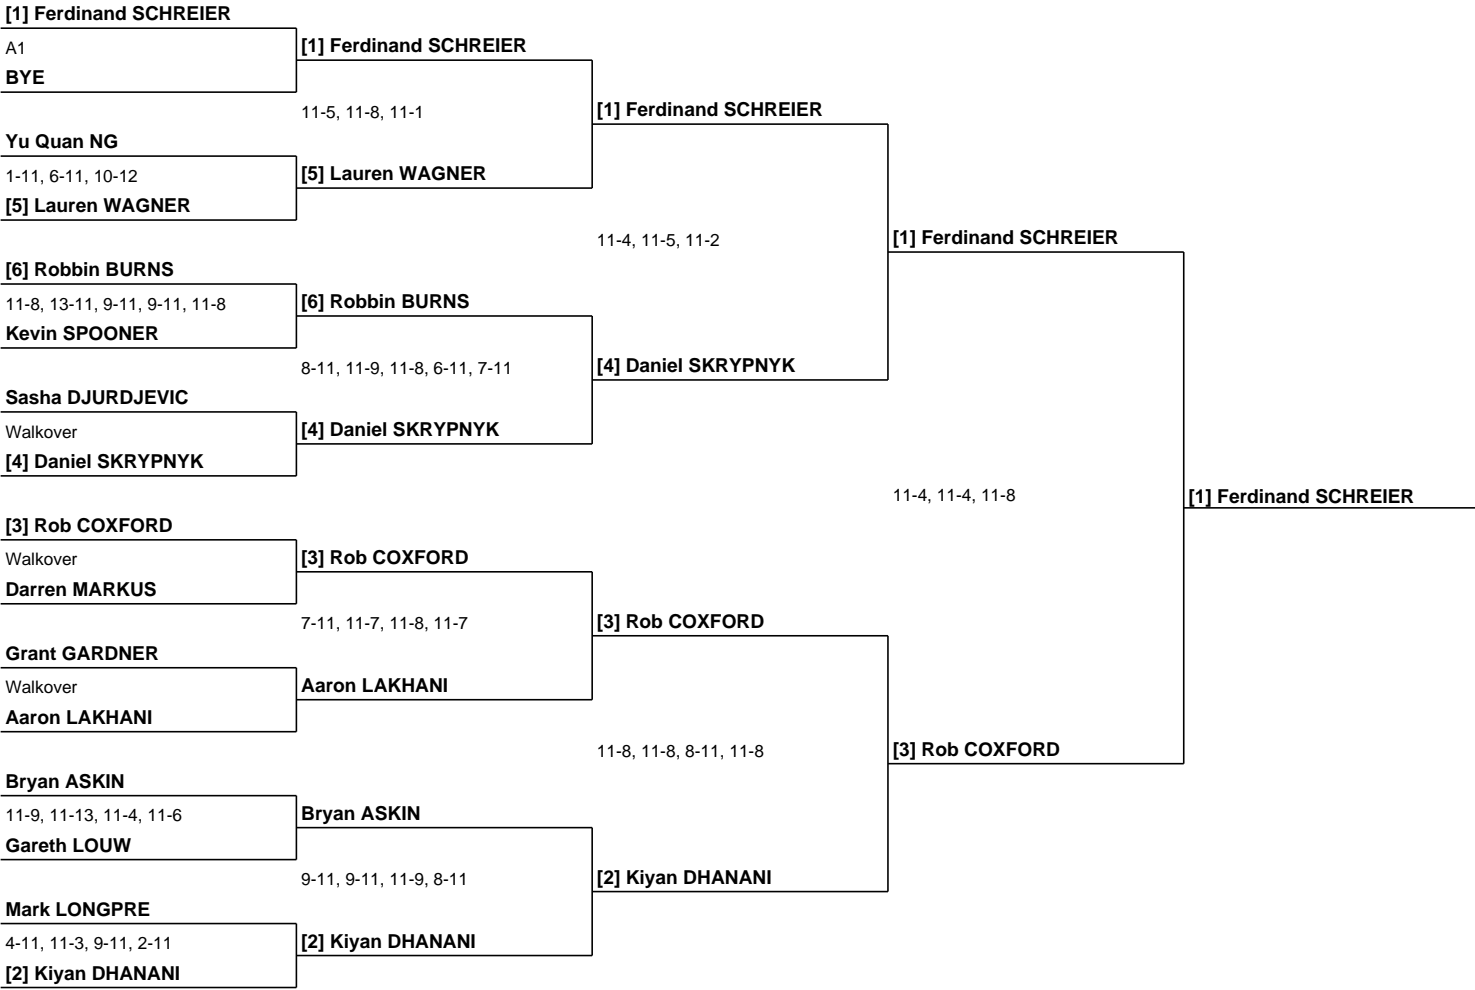 [1] Ferdinand SCHREIER
A1
BYE
Yu Quan NG
1-11, 6-11, 10-12
[5] Lauren WAGNER
[6] Robbin BURNS
11-8, 13-11, 9-11, 9-11, 11-8
Kevin SPOONER
Sasha DJURDJEVIC
Walkover
[4] Daniel SKRYPNYK
[3] Rob COXFORD
Walkover
Darren MARKUS
Grant GARDNER
Walkover
Aaron LAKHANI
Bryan ASKIN
11-9, 11-13, 11-4, 11-6
Gareth LOUW
Mark LONGPRE
4-11, 11-3, 9-11, 2-11
[2] Kiyan DHANANI
[1] Ferdinand SCHREIER
11-5, 11-8, 11-1
[5] Lauren WAGNER
[6] Robbin BURNS
8-11, 11-9, 11-8, 6-11, 7-11
[4] Daniel SKRYPNYK
[3] Rob COXFORD
7-11, 11-7, 11-8, 11-7
Aaron LAKHANI
Bryan ASKIN
9-11, 9-11, 11-9, 8-11
[2] Kiyan DHANANI
[1] Ferdinand SCHREIER
11-4, 11-5, 11-2
[4] Daniel SKRYPNYK
[3] Rob COXFORD
11-8, 11-8, 8-11, 11-8
[2] Kiyan DHANANI
[1] Ferdinand SCHREIER
11-4, 11-4, 11-8
[3] Rob COXFORD
[1] Ferdinand SCHREIER